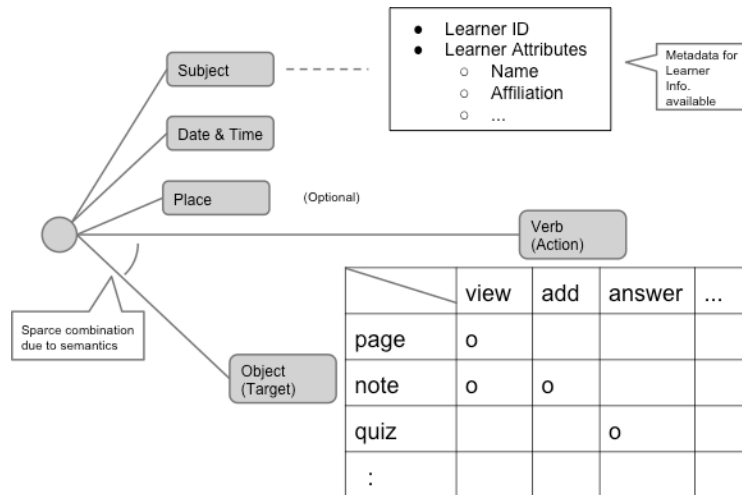 ● Learner ID
● Learner Attributes
○ Name
○ Affiliation
○ ...
Metadata for
Learner
Info.
available
Subject
Date & Time
Place
(Optional)
Verb
(Action)
Sparce combination
due to semantics
Object
(Target)
view add answer ...
page o
note o o
quiz o
: